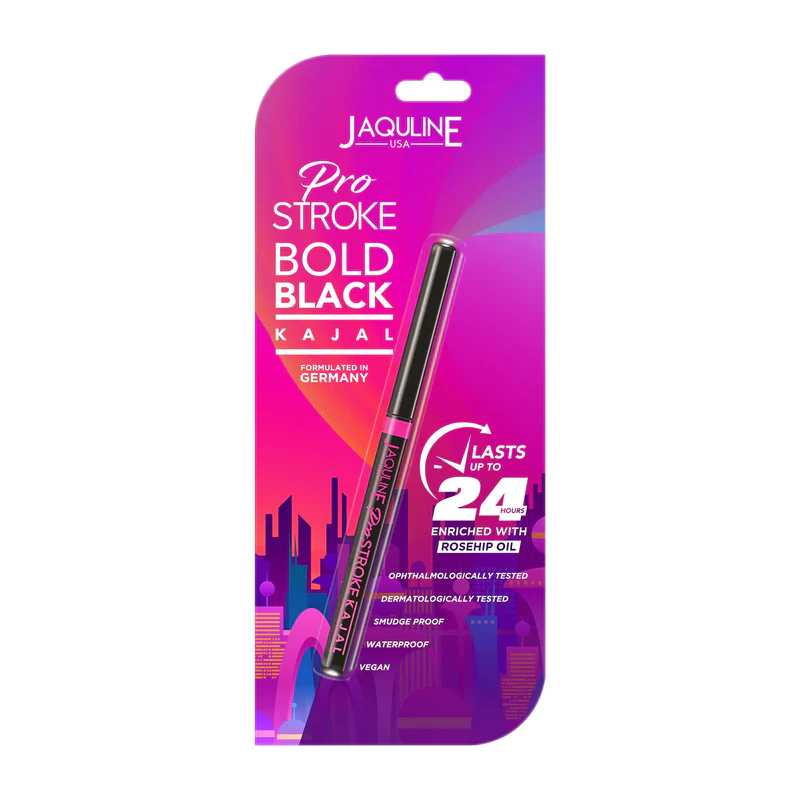 JAQULINE
USA
Pro
STROKE
BOLD
BLACK
KAJAL
FORMULATED IN
GERMANY
LASTS
UP TO
24
HOURS
ENRICHED WITH
ROSEHIP OIL
OPHTHALMOLOGICALLY TESTED
DERMATOLOGICALLY TESTED
SMUDGE PROOF
WATERPROOF
VEGAN
JAQULINE Pro STROKE KAJAL